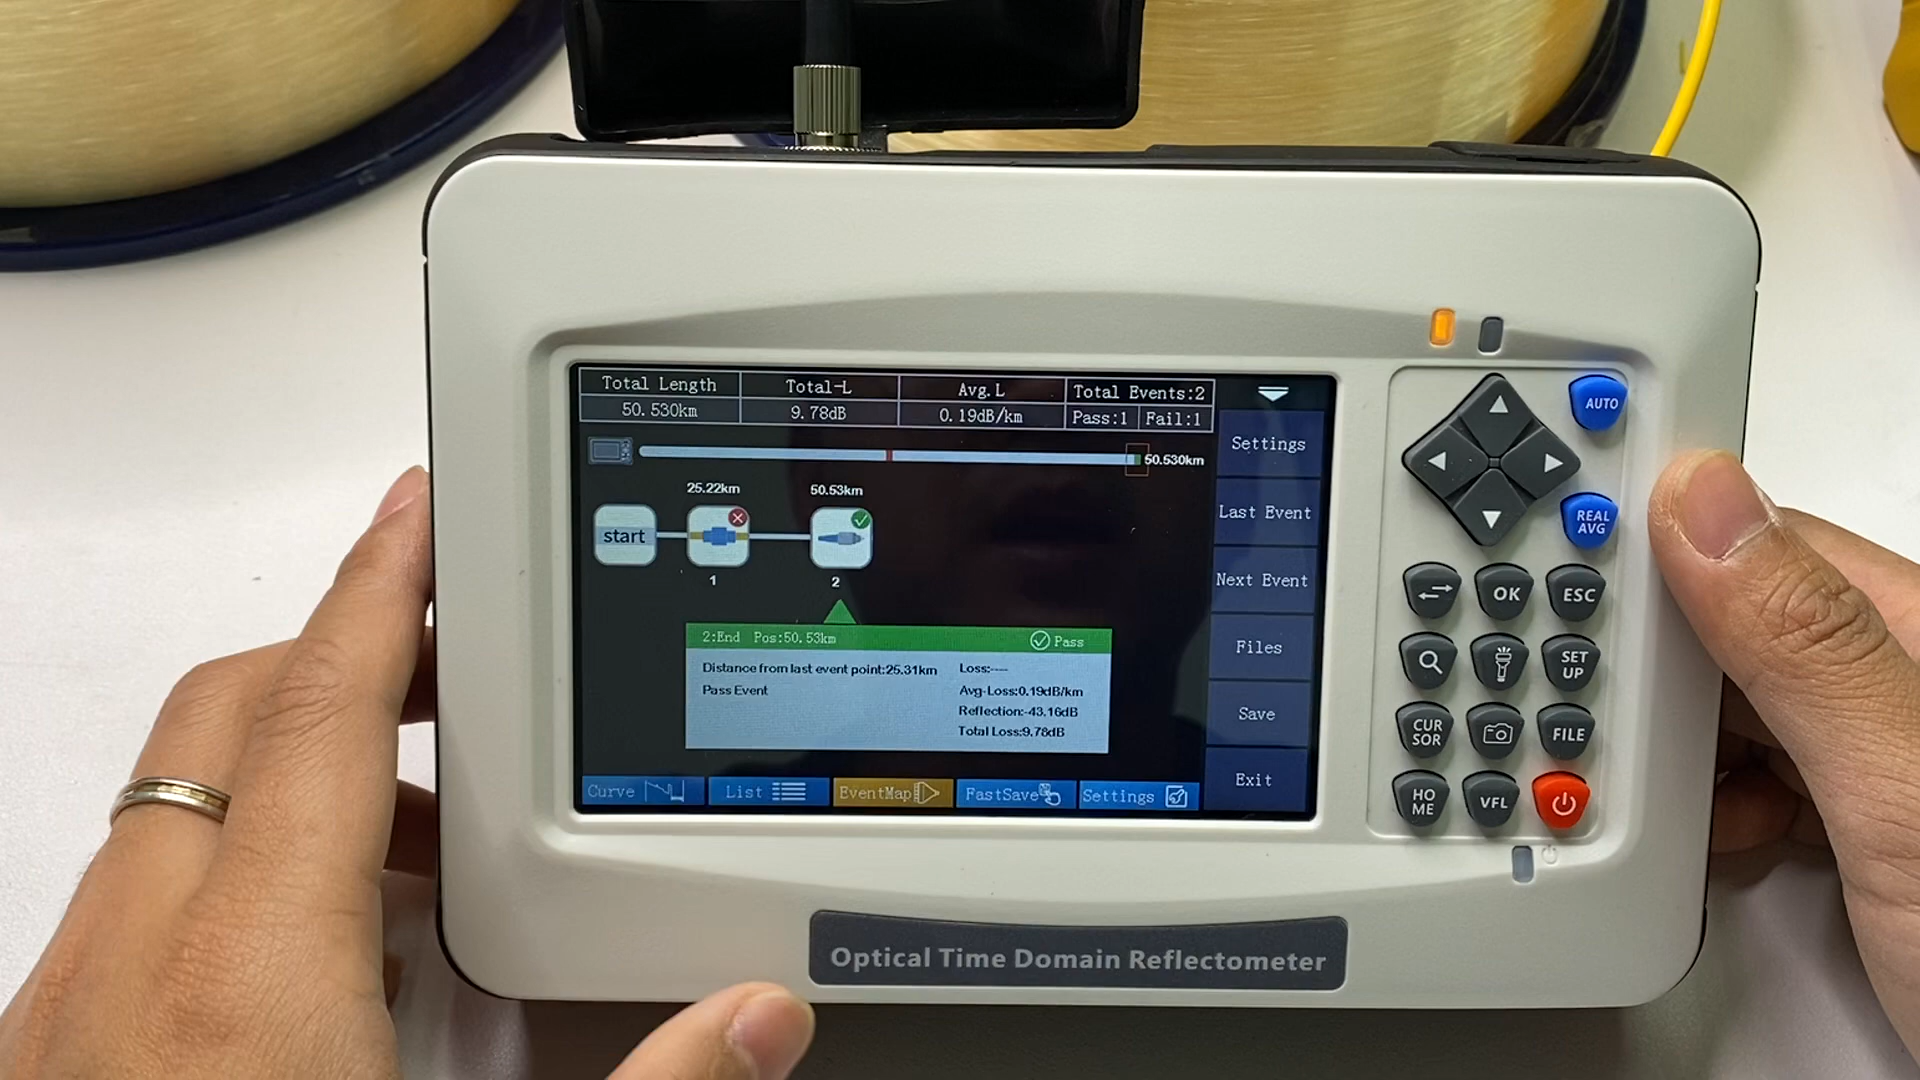 Total Length Total-L Avg.L Total Events:2
50.530km 9.78dB 0.19dB/km Pass:1 Fail:1
50.530km
25.22km 50.53km
start
1 2
2:End Pos:50.53km Pass
Distance from last event point:25.31km Loss:----
Pass Event Avg-Loss:0.19dB/km
Reflection:-43.16dB
Total Loss:9.78dB
Curve List EventMap FastSave Settings
Settings
Last Event
Next Event
Files
Save
Exit
AUTO
REAL
AVG
OK ESC
SET
UP
CUR
SOR
FILE
HO
ME
VFL
Optical Time Domain Reflectometer